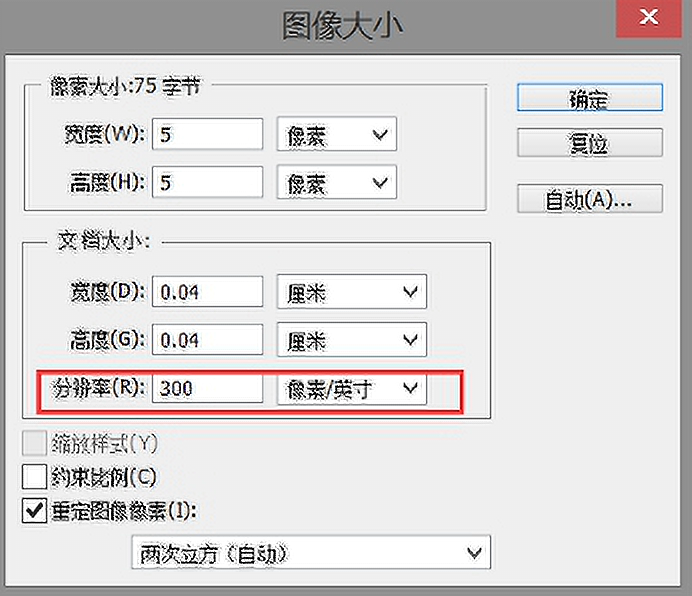 图像大小
像素大小:75 字节
宽度(W): 5 像素
高度(H): 5 像素
确定
复位
自动(A)...
文档大小:
宽度(D): 0.04 厘米
高度(G): 0.04 厘米
分辨率(R): 300 像素/英寸
缩放样式(Y)
约束比例(C)
重定图像像素(I):
两次立方（自动）